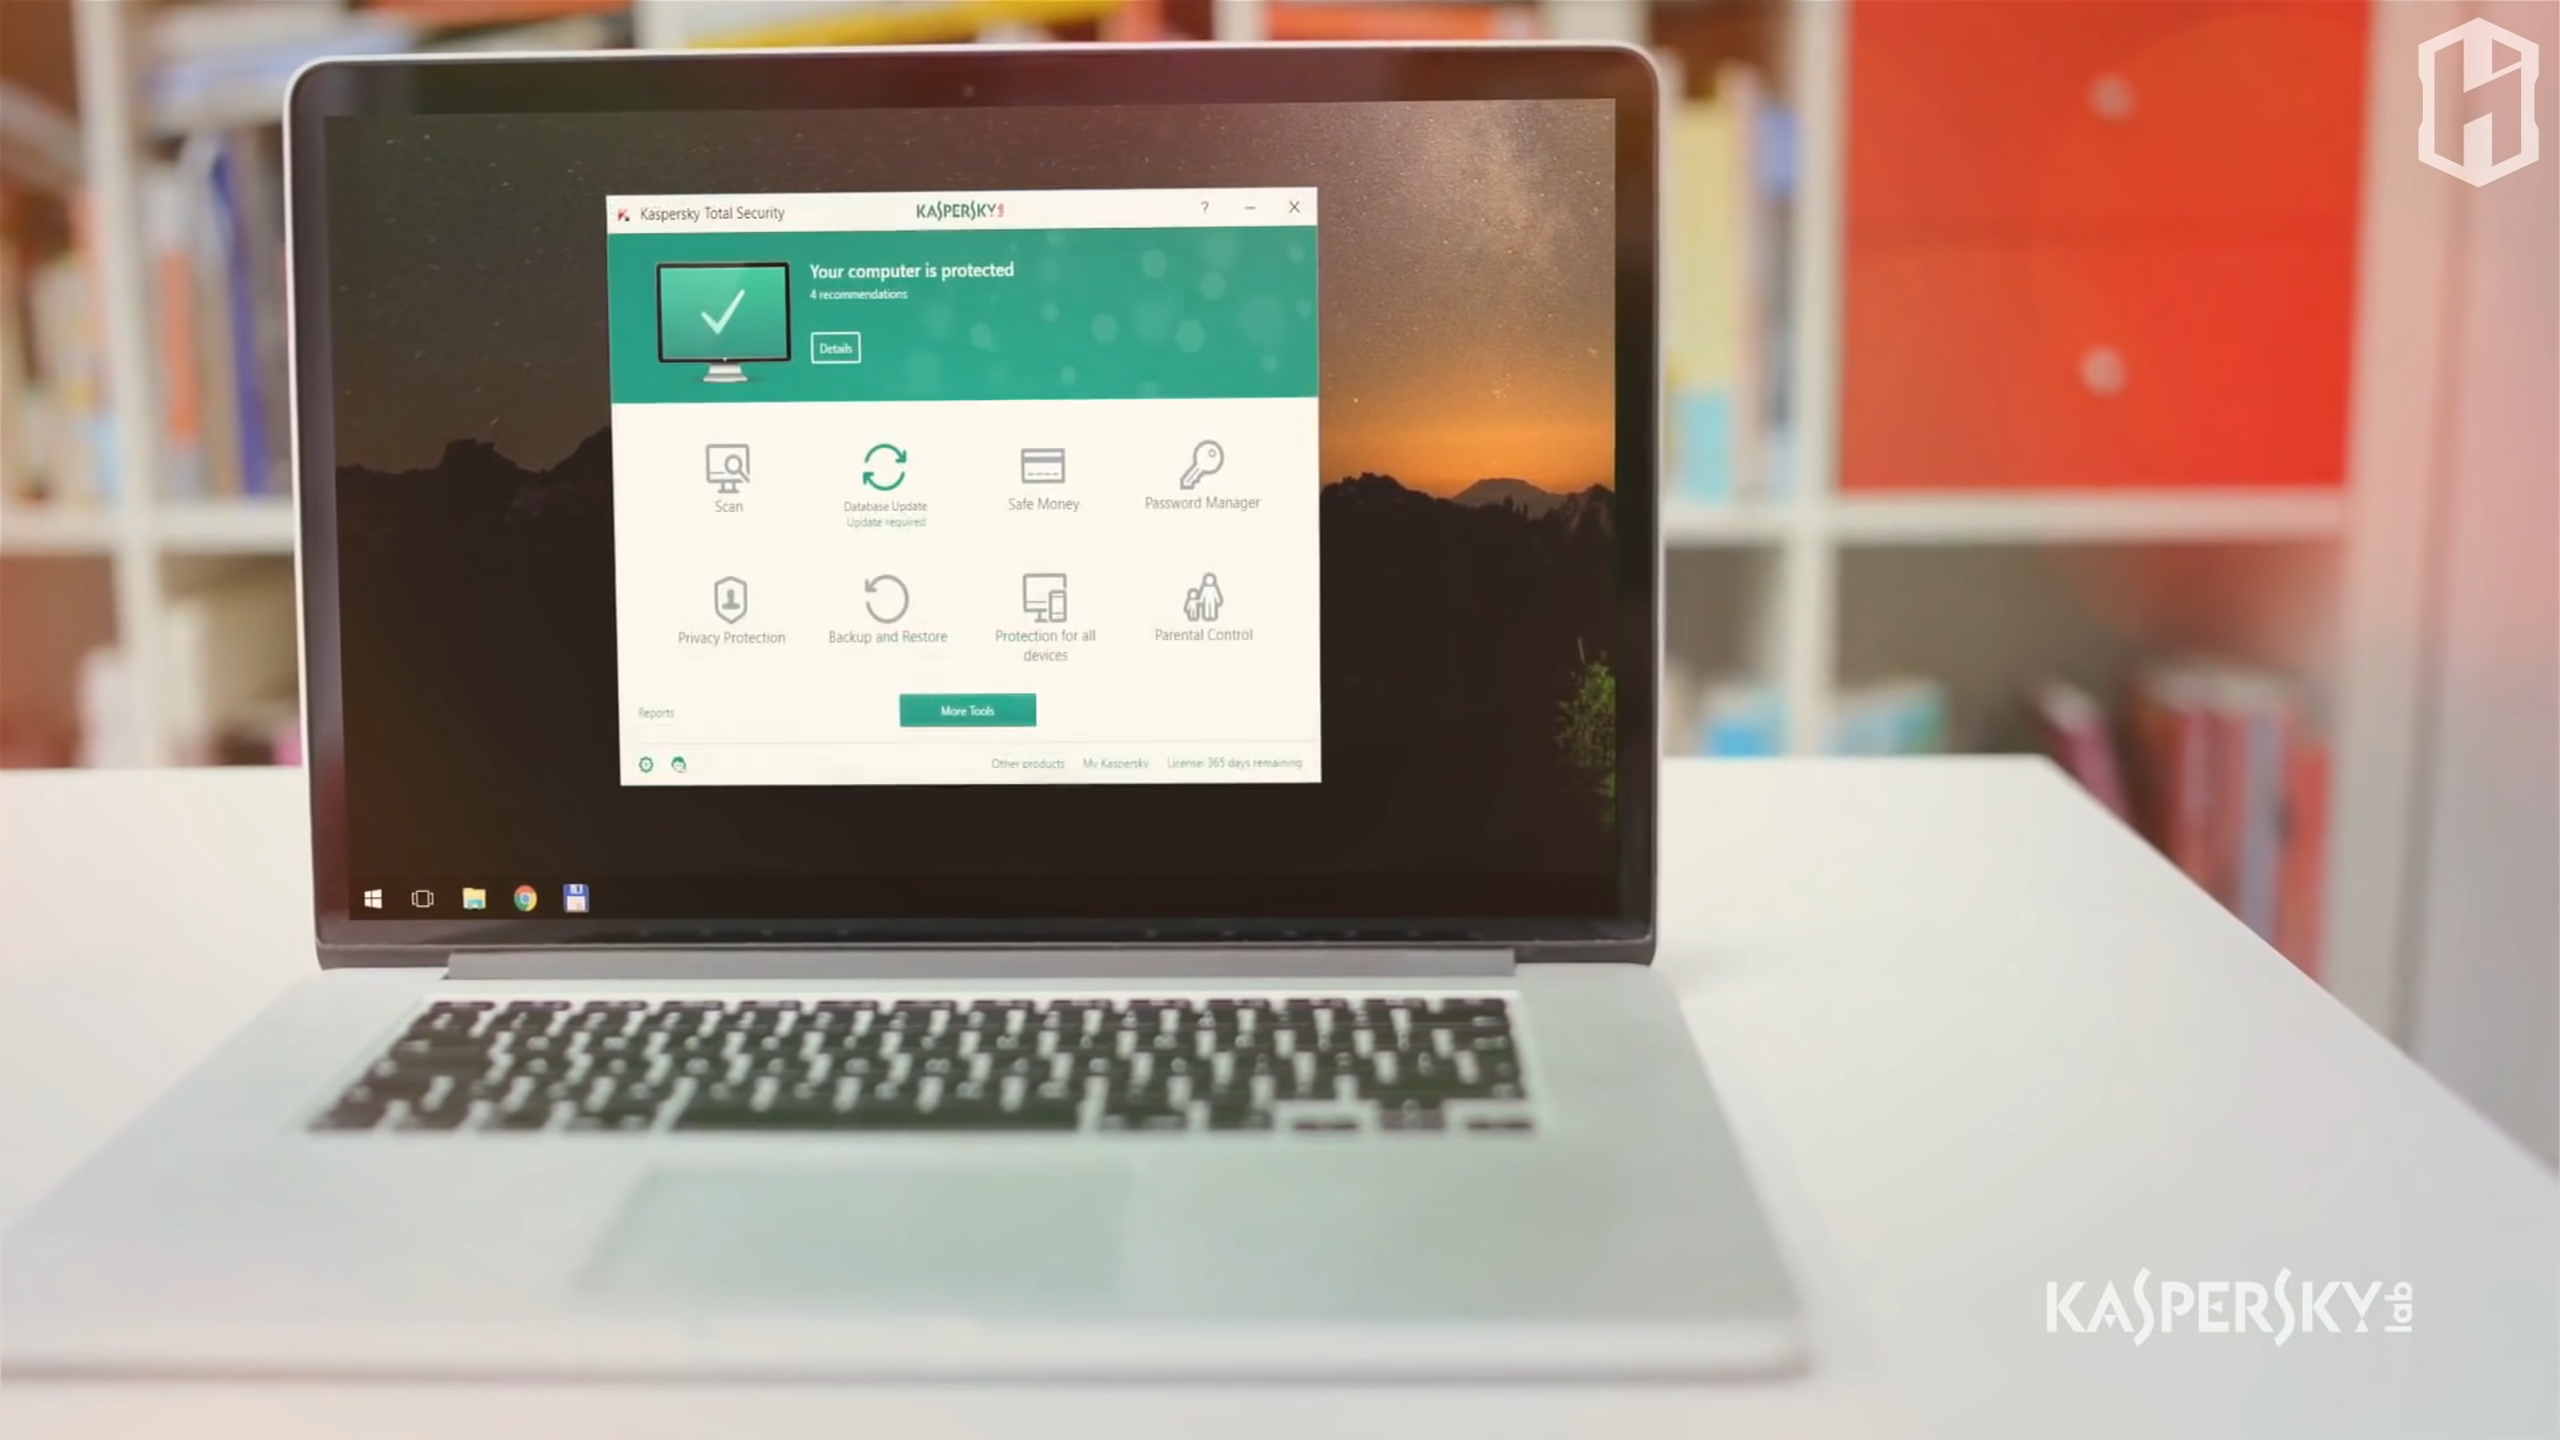 Kaspersky Total Security
KASPERSKY lab
?
Your computer is protected
4 recommendations
Details
Scan
Database Update
Update required
Safe Money
Password Manager
Privacy Protection
Backup and Restore
Protection for all
devices
Parental Control
Reports
More Tools
Other products
My Kaspersky
License: 365 days remaining
KASPERSKY lab